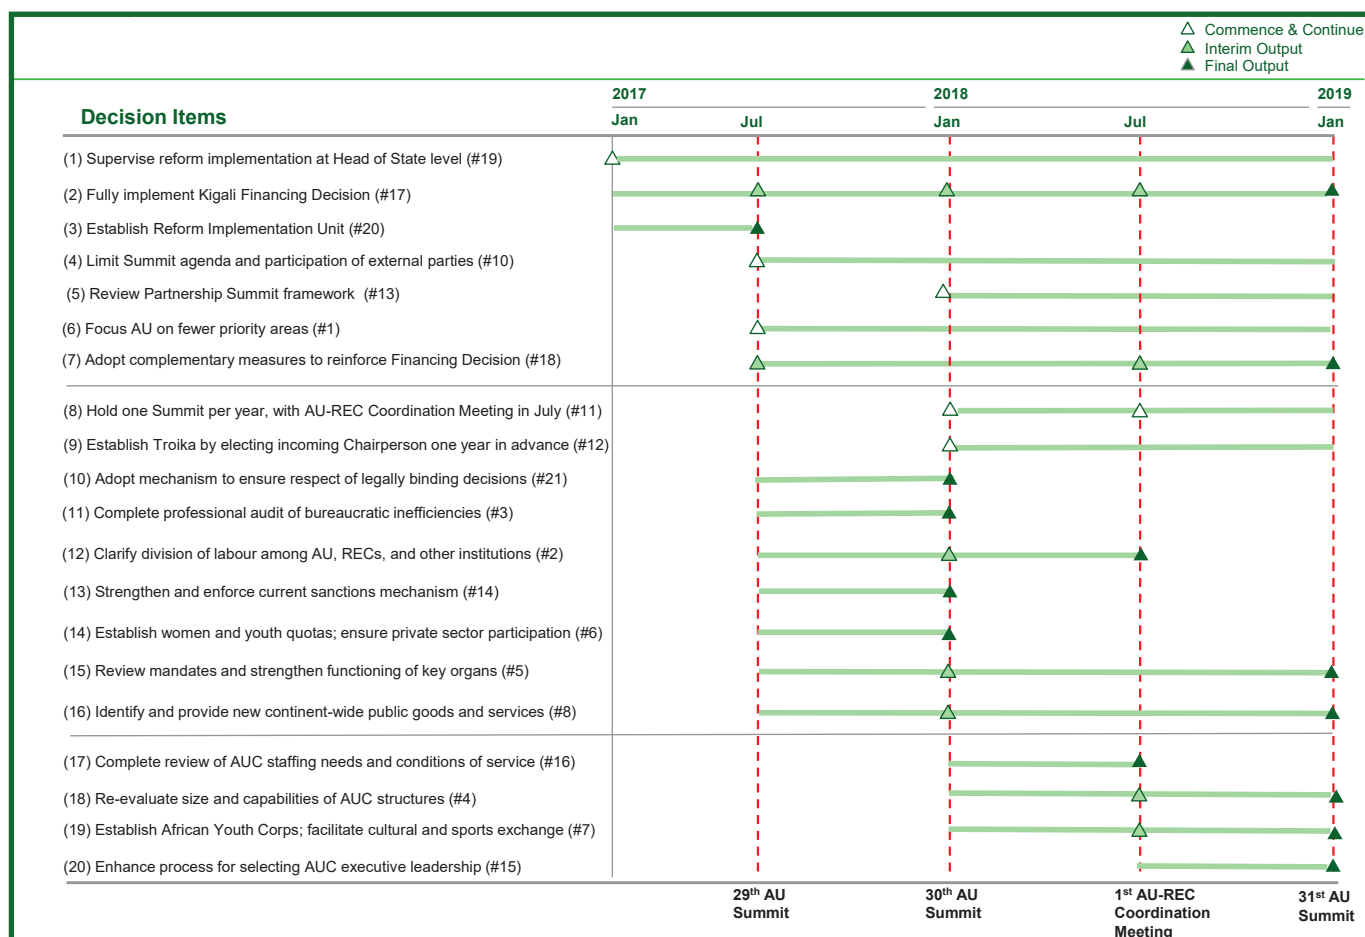 Commence & Continue
Interim Output
Final Output
2017 2018 2019
Decision Items
Jan Jul Jan Jul Jan
(1) Supervise reform implementation at Head of State level (#19)
(2) Fully implement Kigali Financing Decision (#17)
(3) Establish Reform Implementation Unit (#20)
(4) Limit Summit agenda and participation of external parties (#10)
(5) Review Partnership Summit framework (#13)
(6) Focus AU on fewer priority areas (#1)
(7) Adopt complementary measures to reinforce Financing Decision (#18)
(8) Hold one Summit per year, with AU-REC Coordination Meeting in July (#11)
(9) Establish Troika by electing incoming Chairperson one year in advance (#12)
(10) Adopt mechanism to ensure respect of legally binding decisions (#21)
(11) Complete professional audit of bureaucratic inefficiencies (#3)
(12) Clarify division of labour among AU, RECs, and other institutions (#2)
(13) Strengthen and enforce current sanctions mechanism (#14)
(14) Establish women and youth quotas; ensure private sector participation (#6)
(15) Review mandates and strengthen functioning of key organs (#5)
(16) Identify and provide new continent-wide public goods and services (#8)
(17) Complete review of AUC staffing needs and conditions of service (#16)
(18) Re-evaluate size and capabilities of AUC structures (#4)
(19) Establish African Youth Corps; facilitate cultural and sports exchange (#7)
(20) Enhance process for selecting AUC executive leadership (#15)
29th AU
Summit
30th AU
Summit
1st AU-REC
Coordination
Meeting
31st AU
Summit